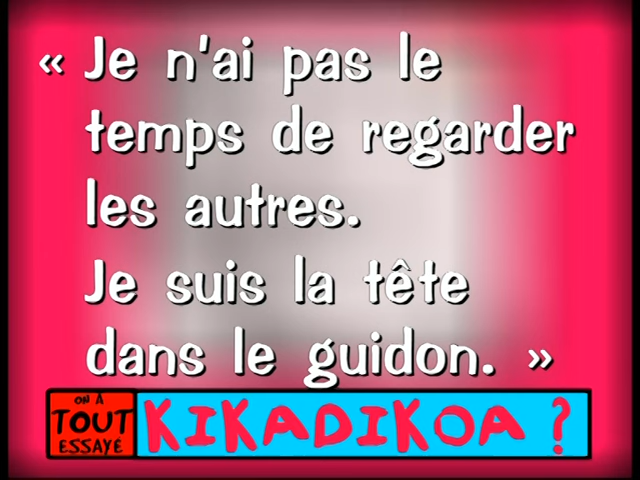 « Je n'ai pas le
temps de regarder
les autres.
Je suis la tête
dans le guidon. »
ON A
TOUT
ESSAYÉ
KIKADIKOA ?